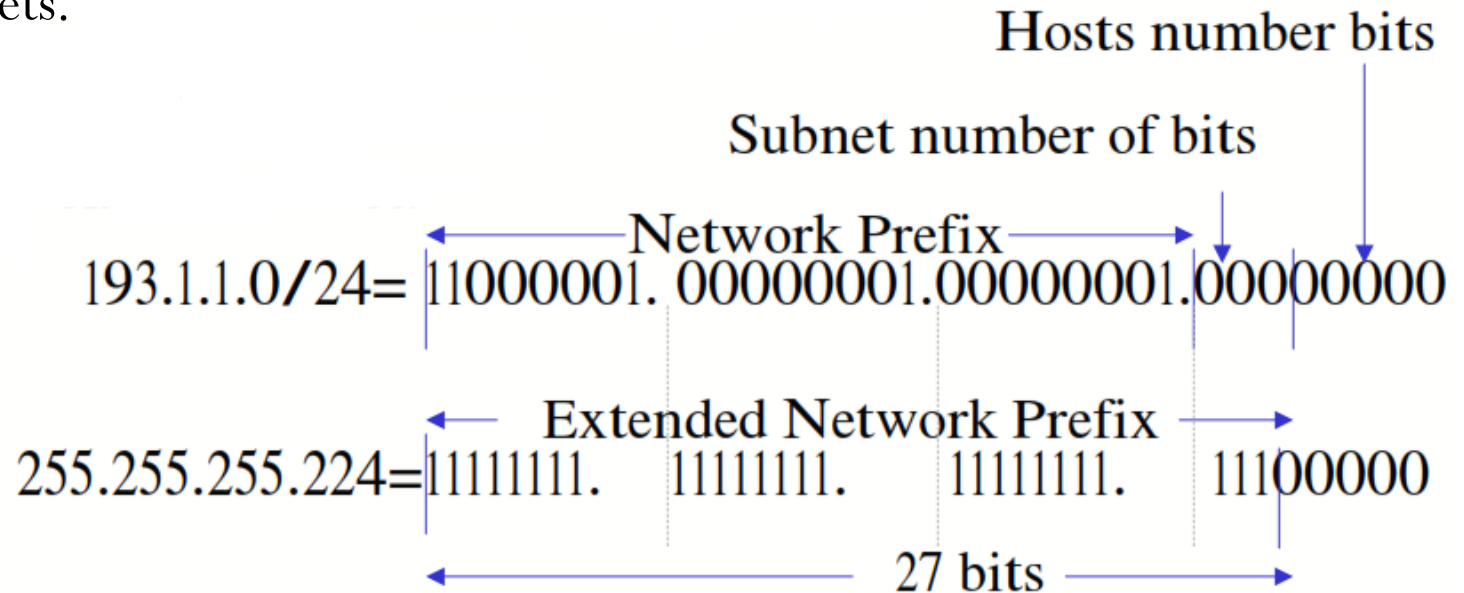 ets.
Hosts number bits
Subnet number of bits
Network Prefix
193.1.1.0/24= 11000001. 00000001.00000001.00000000
Extended Network Prefix
255.255.255.224=11111111. 11111111. 11111111. 11100000
27 bits